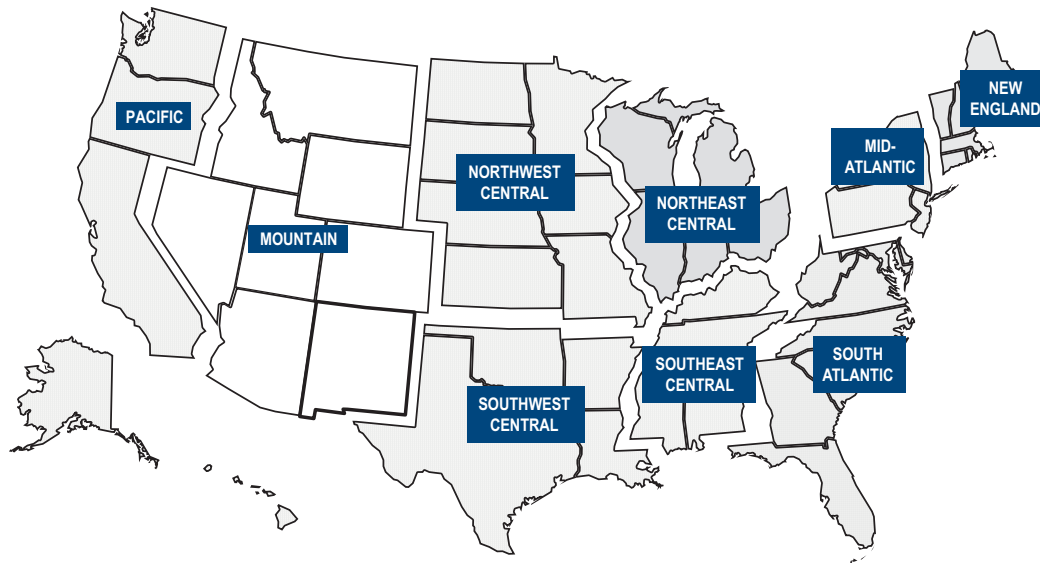 PACIFIC
MOUNTAIN
NORTHWEST
CENTRAL
NORTHEAST
CENTRAL
MID-
ATLANTIC
NEW
ENGLAND
SOUTHWEST
CENTRAL
SOUTHEAST
CENTRAL
SOUTH
ATLANTIC